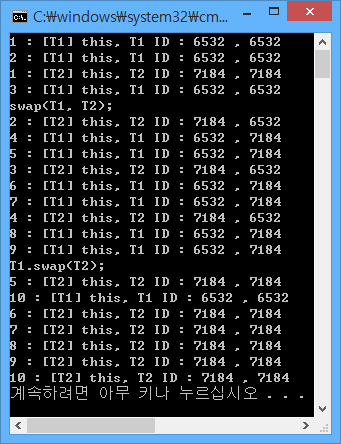 C:₩windows₩system32₩cm...
1 : [T1] this, T1 ID : 6532 , 6532
2 : [T1] this, T1 ID : 6532 , 6532
1 : [T2] this, T2 ID : 7184 , 7184
3 : [T1] this, T1 ID : 6532 , 6532
swap(T1, T2);
2 : [T2] this, T2 ID : 7184 , 6532
4 : [T1] this, T1 ID : 6532 , 7184
5 : [T1] this, T1 ID : 6532 , 7184
3 : [T2] this, T2 ID : 7184 , 6532
6 : [T1] this, T1 ID : 6532 , 7184
7 : [T1] this, T1 ID : 6532 , 7184
4 : [T2] this, T2 ID : 7184 , 6532
8 : [T1] this, T1 ID : 6532 , 7184
9 : [T1] this, T1 ID : 6532 , 7184
T1.swap(T2);
5 : [T2] this, T2 ID : 7184 , 7184
10 : [T1] this, T1 ID : 6532 , 6532
6 : [T2] this, T2 ID : 7184 , 7184
7 : [T2] this, T2 ID : 7184 , 7184
8 : [T2] this, T2 ID : 7184 , 7184
9 : [T2] this, T2 ID : 7184 , 7184
10 : [T2] this, T2 ID : 7184 , 7184
계속하려면 아무 키나 누르십시오 . . .